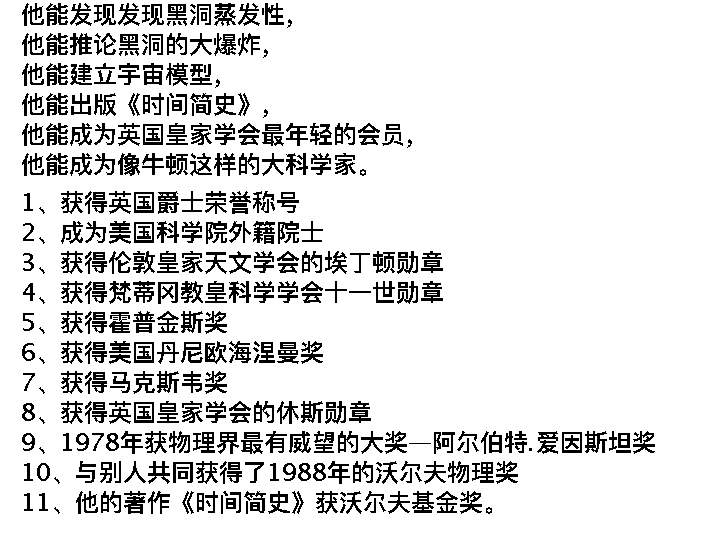 他能发现发现黑洞蒸发性，
他能推论黑洞的大爆炸，
他能建立宇宙模型，
他能出版《时间简史》，
他能成为英国皇家学会最年轻的会员，
他能成为像牛顿这样的大科学家。
1、获得英国爵士荣誉称号
2、成为美国科学院外籍院士
3、获得伦敦皇家天文学会的埃丁顿勋章
4、获得梵蒂冈教皇科学学会十一世勋章
5、获得霍普金斯奖
6、获得美国丹尼欧海涅曼奖
7、获得马克斯韦奖
8、获得英国皇家学会的休斯勋章
9、1978年获物理界最有威望的大奖—阿尔伯特.爱因斯坦奖
10、与别人共同获得了1988年的沃尔夫物理奖
11、他的著作《时间简史》获沃尔夫基金奖。